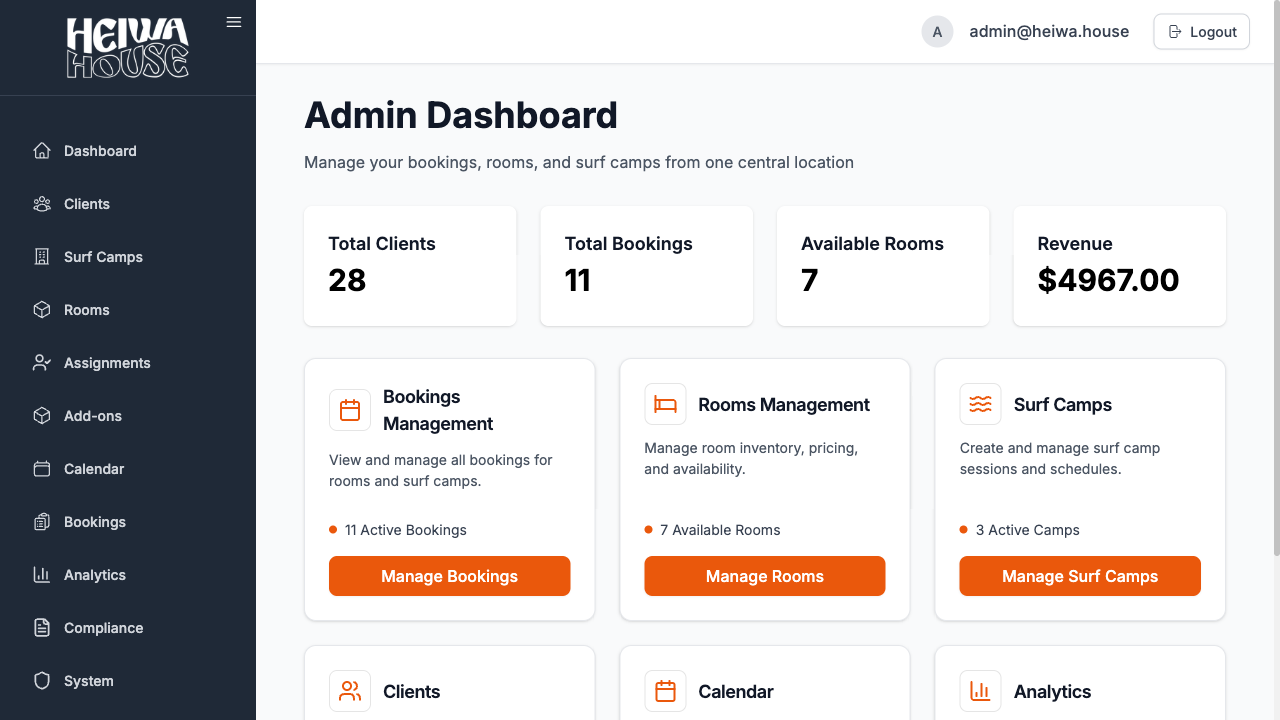 HEIWA
HOUSE
A
admin@heiwa.house
Logout
Dashboard
Clients
Surf Camps
Rooms
Assignments
Add-ons
Calendar
Bookings
Analytics
Compliance
System
Admin Dashboard
Manage your bookings, rooms, and surf camps from one central location
Total Clients
28
Total Bookings
11
Available Rooms
7
Revenue
$4967.00
Bookings
Management
View and manage all bookings for
rooms and surf camps.
11 Active Bookings
Manage Bookings
Rooms Management
Manage room inventory, pricing,
and availability.
7 Available Rooms
Manage Rooms
Surf Camps
Create and manage surf camp
sessions and schedules.
3 Active Camps
Manage Surf Camps
Clients
Calendar
Analytics